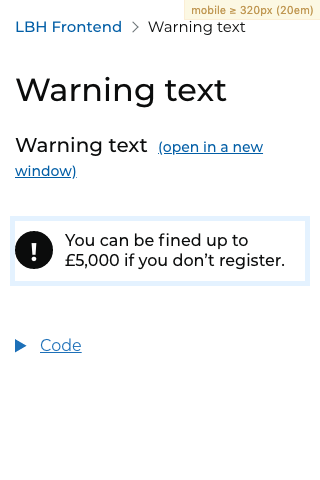 mobile ≥ 320px (20em)
LBH Frontend > Warning text
Warning text
Warning text (open in a new
window)
! You can be fined up to
£5,000 if you don’t register.
Code